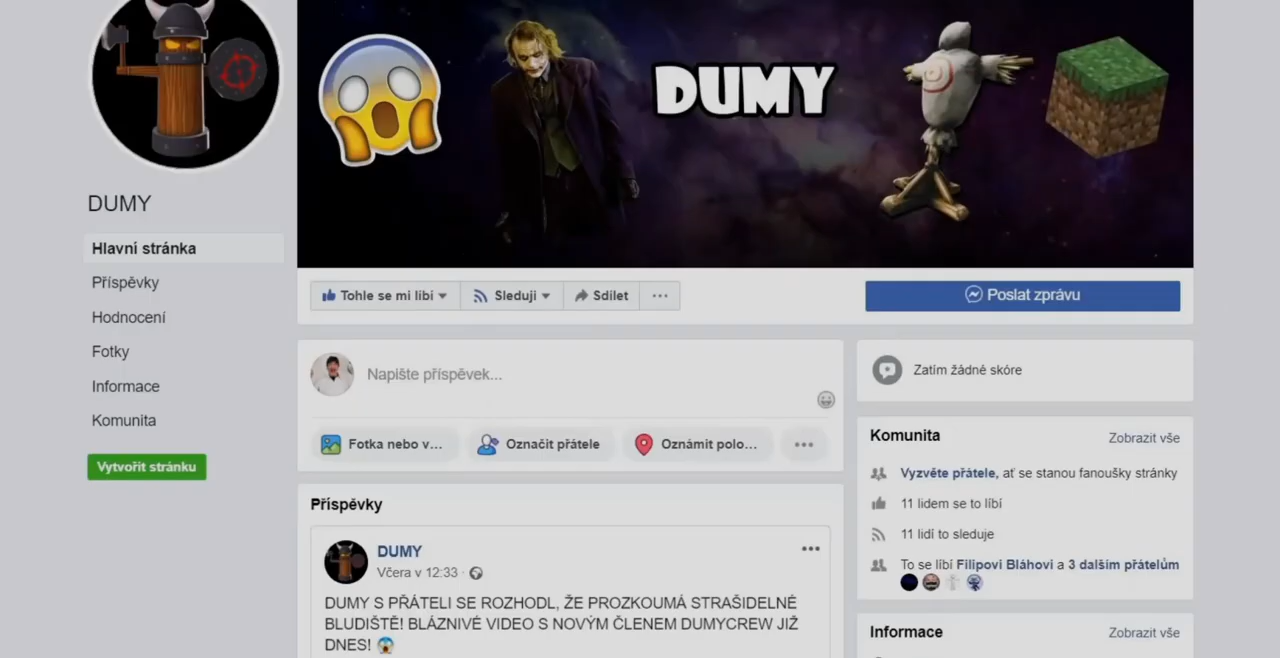 DUMY
DUMY
Hlavní stránka
Příspěvky
Hodnocení
Fotky
Informace
Komunita
Vytvořit stránku
Tohle se mi líbí
Sleduji
Sdílet
Poslat zprávu
Napište příspěvek...
Fotka nebo v...
Označit přátele
Oznámit polo...
Příspěvky
DUMY
Včera v 12:33
DUMY S PŘÁTELI SE ROZHODL, ŽE PROZKOUMÁ STRAŠIDELNÉ
BLUDIŠTĚ! BLÁZNIVÉ VIDEO S NOVÝM ČLENEM DUMYCREW JIŽ
DNES!
Zatím žádné skóre
Komunita
Zobrazit vše
Vyzvěte přátele, ať se stanou fanoušky stránky
11 lidem se to líbí
11 lidí to sleduje
To se líbí Filipovi Bláhovi a 3 dalším přátelům
Informace
Zobrazit vše